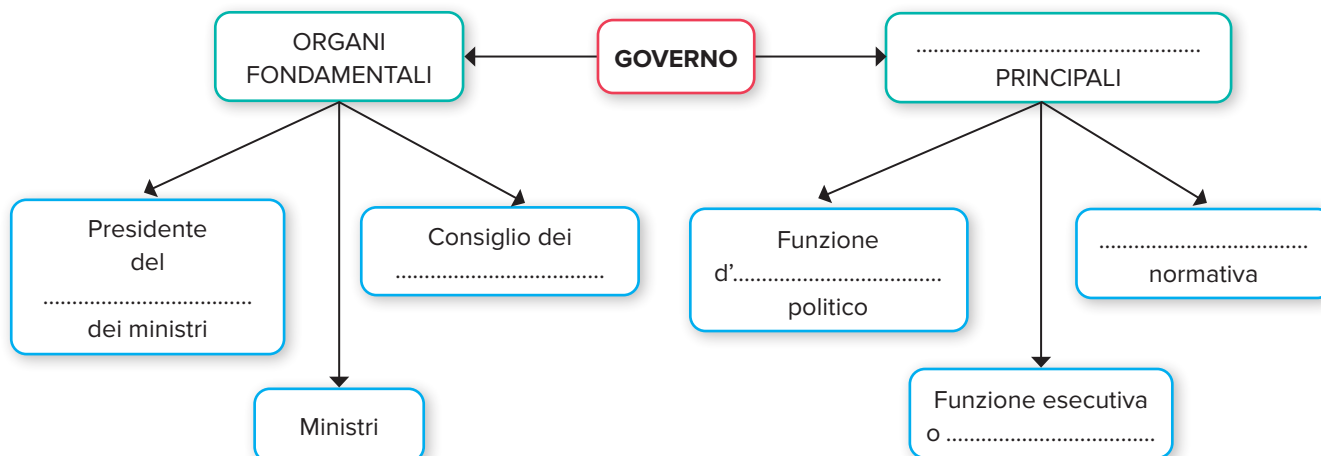 ORGANI
FONDAMENTALI
GOVERNO
................................................
PRINCIPALI
Presidente
del
...................................
dei ministri
Consiglio dei
...................................
Funzione
d’...................................
politico
...................................
normativa
Ministri
Funzione esecutiva
o ...................................